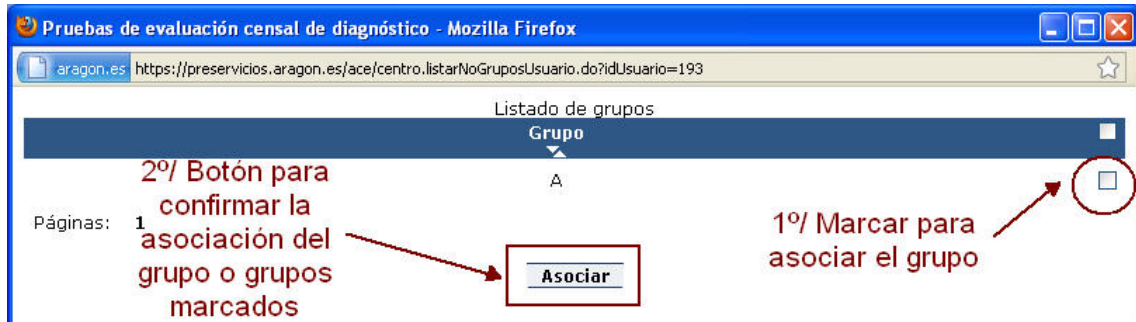 Pruebas de evaluación censal de diagnóstico - Mozilla Firefox
aragon.es https://preservicios.aragon.es/ace/centro.listarNoGruposUsuario.do?idUsuario=193
Listado de grupos
Grupo
A
Páginas: 1
2º/ Botón para
confirmar la
asociación del
grupo o grupos
marcados
Asociar
1º/ Marcar para
asociar el grupo